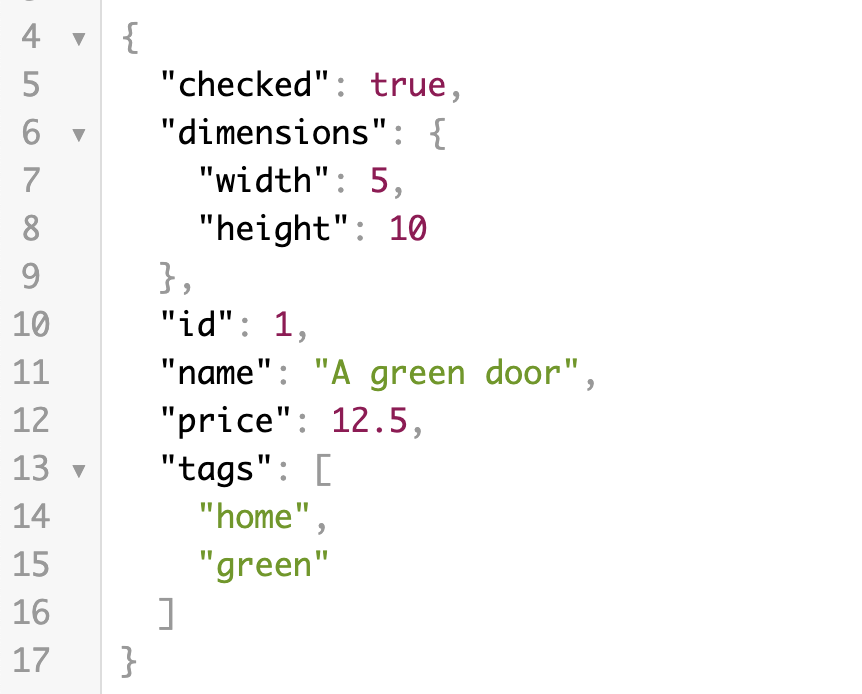 4 ▼ {
5   "checked": true,
6 ▼   "dimensions": {
7     "width": 5,
8     "height": 10
9   },
10   "id": 1,
11   "name": "A green door",
12   "price": 12.5,
13 ▼   "tags": [
14     "home",
15     "green"
16   ]
17 }